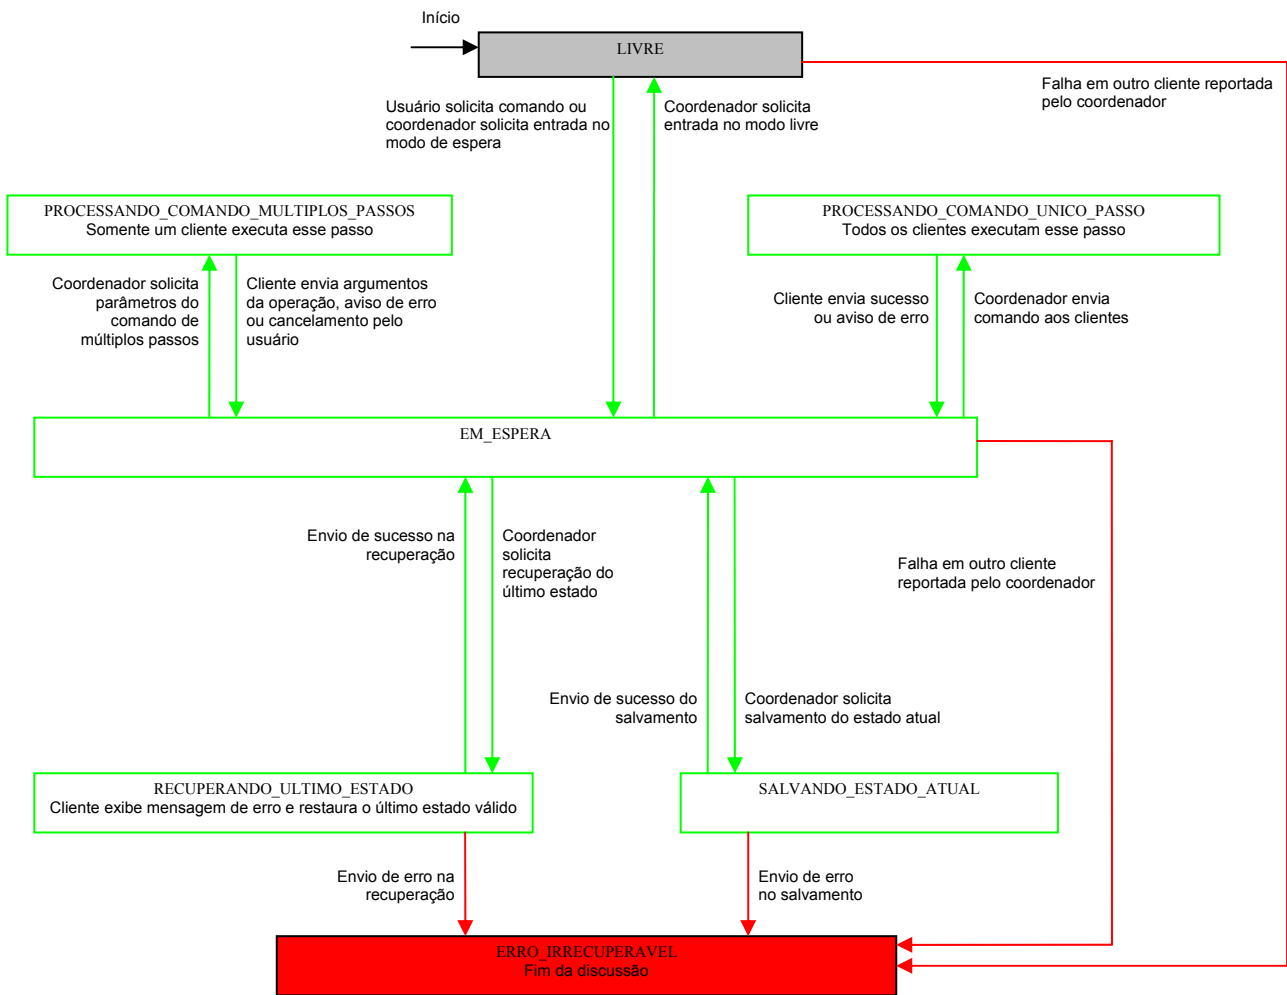 Início
LIVRE
Falha em outro cliente reportada
pelo coordenador
Usuário solicita comando ou
coordenador solicita entrada no
modo de espera
Coordenador solicita
entrada no modo livre
PROCESSANDO_COMANDO_MULTIPLOS_PASSOS
Somente um cliente executa esse passo
PROCESSANDO_COMANDO_UNICO_PASSO
Todos os clientes executam esse passo
Coordenador solicita
parâmetros do
comando de
múltiplos passos
Cliente envia argumentos
da operação, aviso de erro
ou cancelamento pelo
usuário
Cliente envia sucesso
ou aviso de erro
Coordenador envia
comando aos clientes
EM_ESPERA
Envio de sucesso na
recuperação
Coordenador
solicita
recuperação do
último estado
Falha em outro cliente
reportada pelo coordenador
Envio de sucesso do
salvamento
Coordenador solicita
salvamento do estado atual
RECUPERANDO_ULTIMO_ESTADO
Cliente exibe mensagem de erro e restaura o último estado válido
SALVANDO_ESTADO_ATUAL
Envio de erro na
recuperação
Envio de erro
no salvamento
ERRO_IRRECUPERAVEL
Fim da discussão